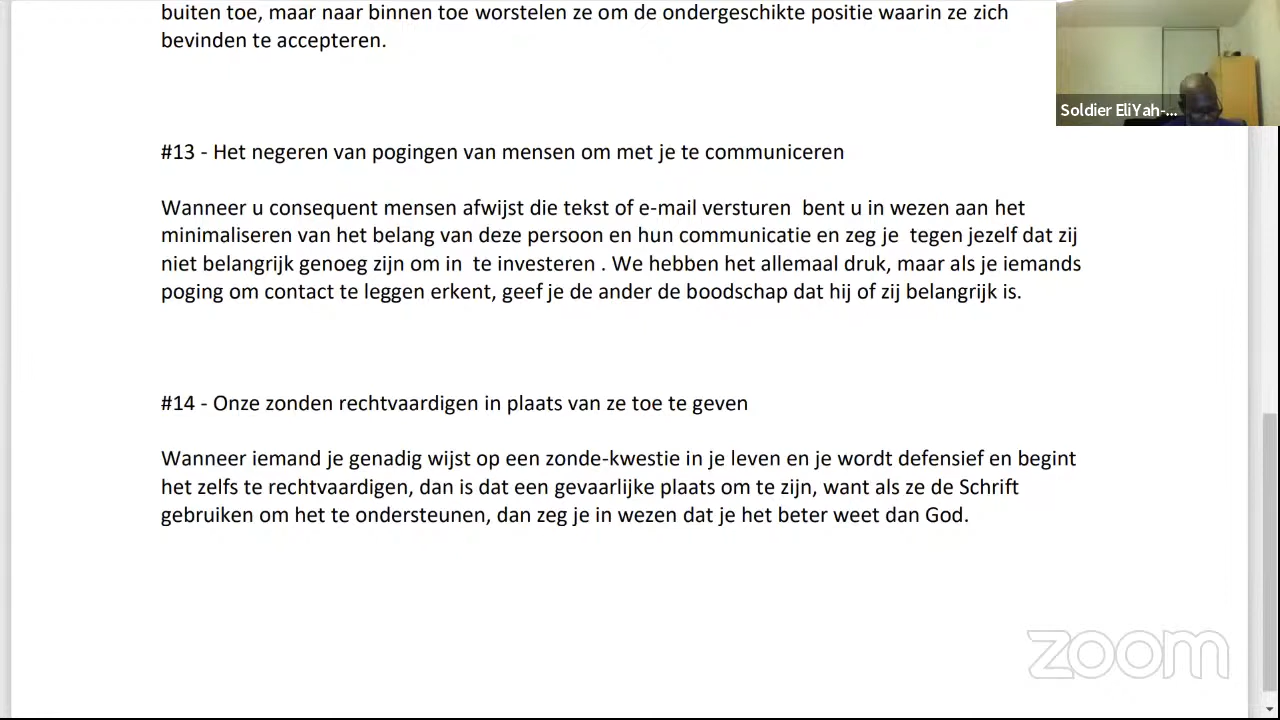 buiten toe, maar naar binnen toe worstelen ze om de ondergeschikte positie waarin ze zich
bevinden te accepteren.
Soldier EliYah-...
#13 - Het negeren van pogingen van mensen om met je te communiceren
Wanneer u consequent mensen afwijst die tekst of e-mail versturen  bent u in wezen aan het
minimaliseren van het belang van deze persoon en hun communicatie en zeg je  tegen jezelf dat zij
niet belangrijk genoeg zijn om in  te investeren . We hebben het allemaal druk, maar als je iemands
poging om contact te leggen erkent, geef je de ander de boodschap dat hij of zij belangrijk is.
#14 - Onze zonden rechtvaardigen in plaats van ze toe te geven
Wanneer iemand je genadig wijst op een zonde-kwestie in je leven en je wordt defensief en begint
het zelfs te rechtvaardigen, dan is dat een gevaarlijke plaats om te zijn, want als ze de Schrift
gebruiken om het te ondersteunen, dan zeg je in wezen dat je het beter weet dan God.
zoom